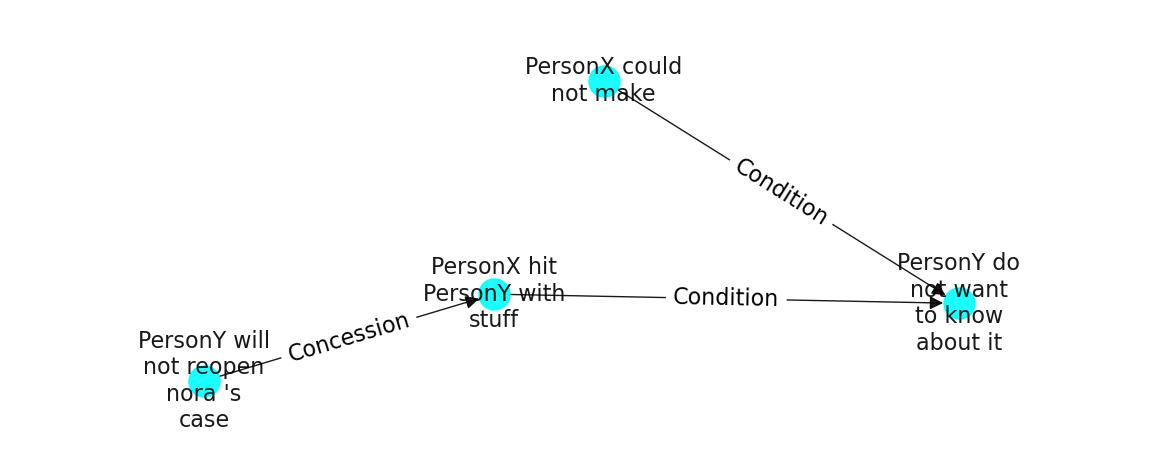 PersonX could
not make
Condition
PersonY do
not want
to know
about it
PersonX hit
PersonY with
stuff
Condition
Concession
PersonY will
not reopen
nora 's
case